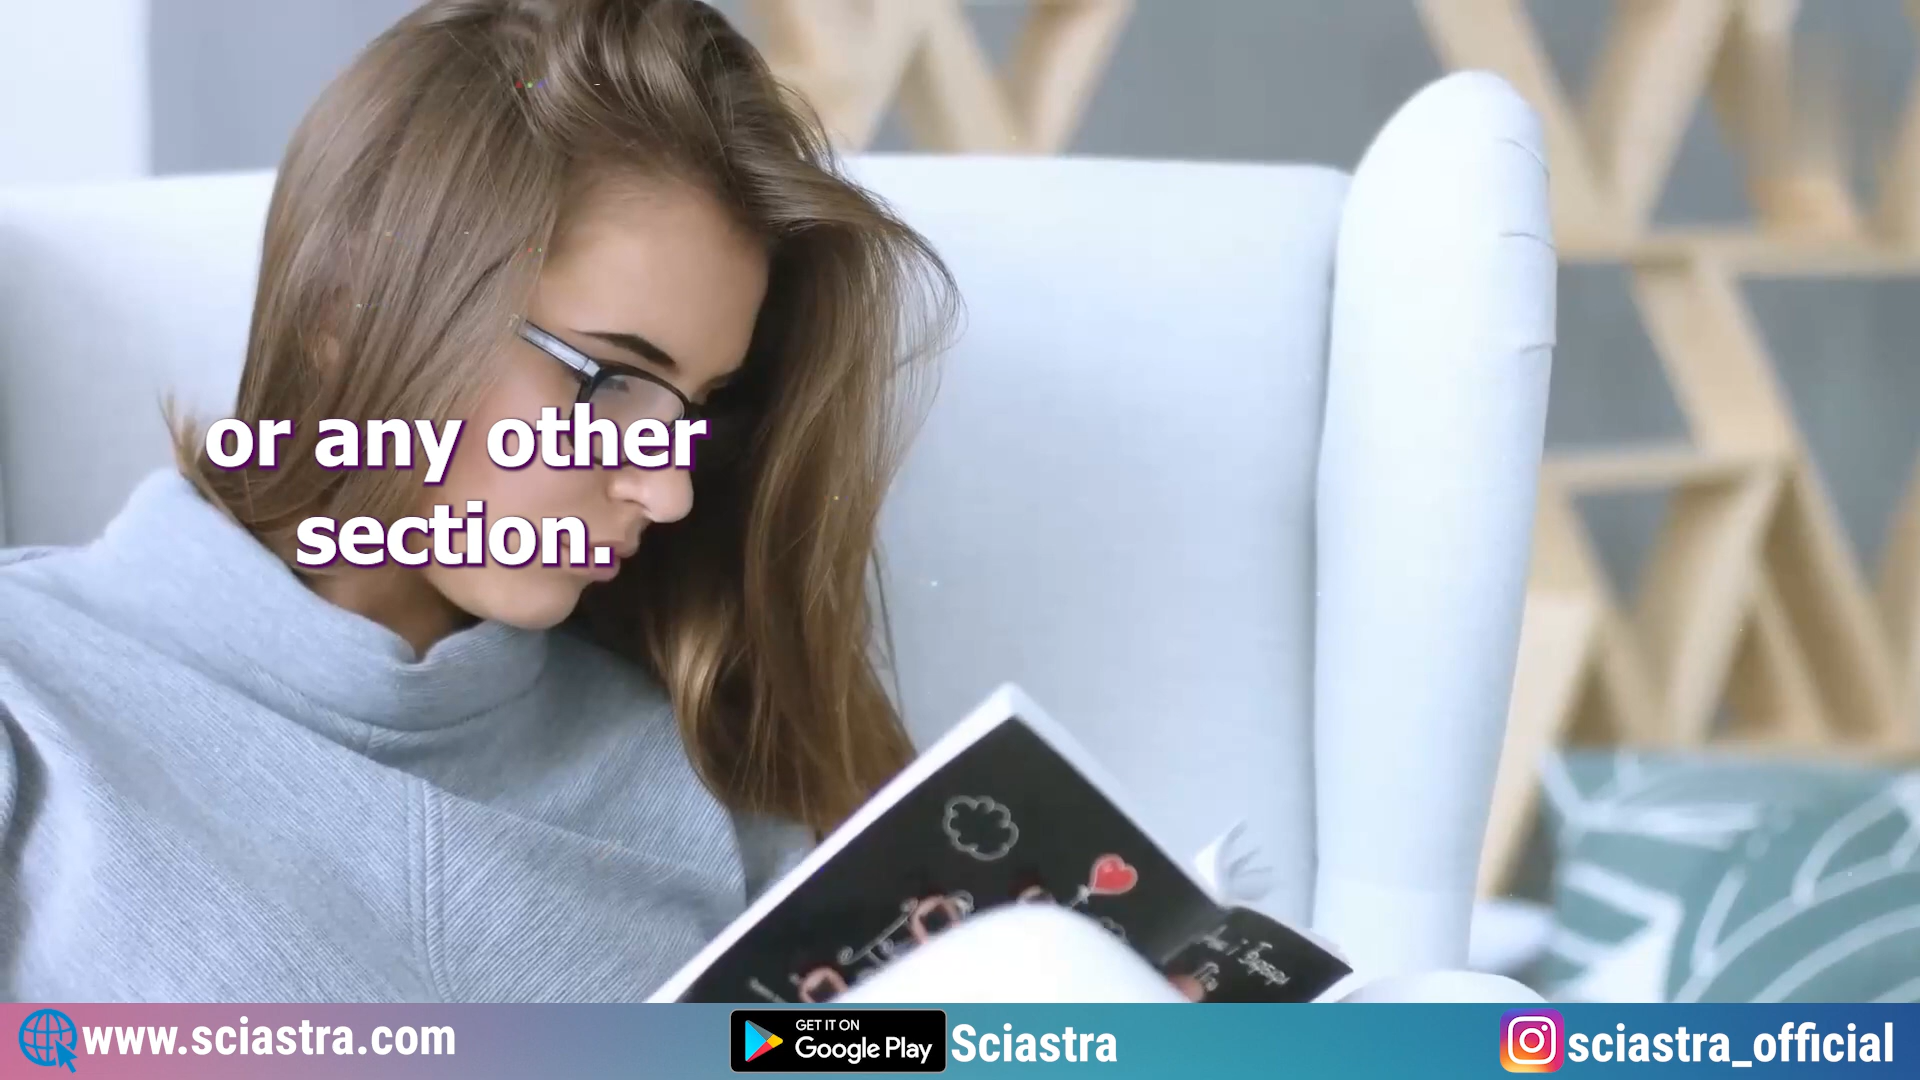 or any other
section.
www.sciastra.com
GET IT ON
Google Play
Sciastra
sciastra_official